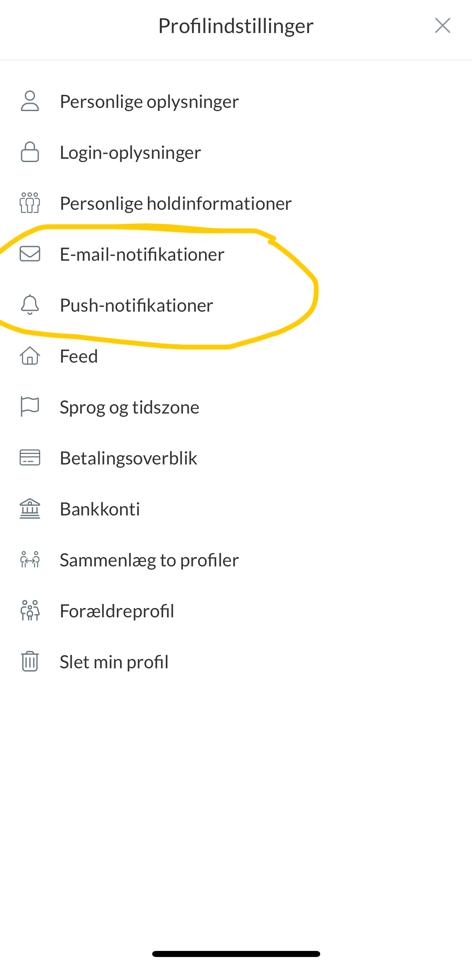 Profilindstillinger
Personlige oplysninger
Login-oplysninger
Personlige holdinformationer
E-mail-notifikationer
Push-notifikationer
Feed
Sprog og tidszone
Betalingsoverblik
Bankkonti
Sammenlæg to profiler
Forældreprofil
Slet min profil